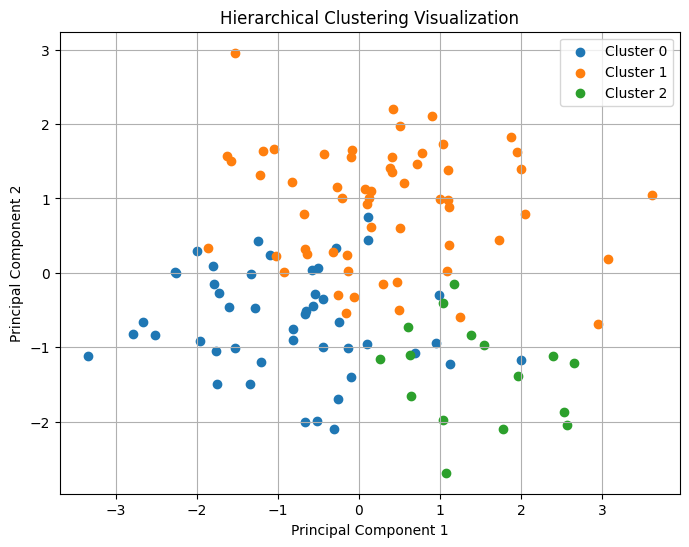 Hierarchical Clustering Visualization
Cluster 0
Cluster 1
Cluster 2
Principal Component 2
3
2
1
0
−1
−2
−3
−2
−1
0
1
2
3
Principal Component 1